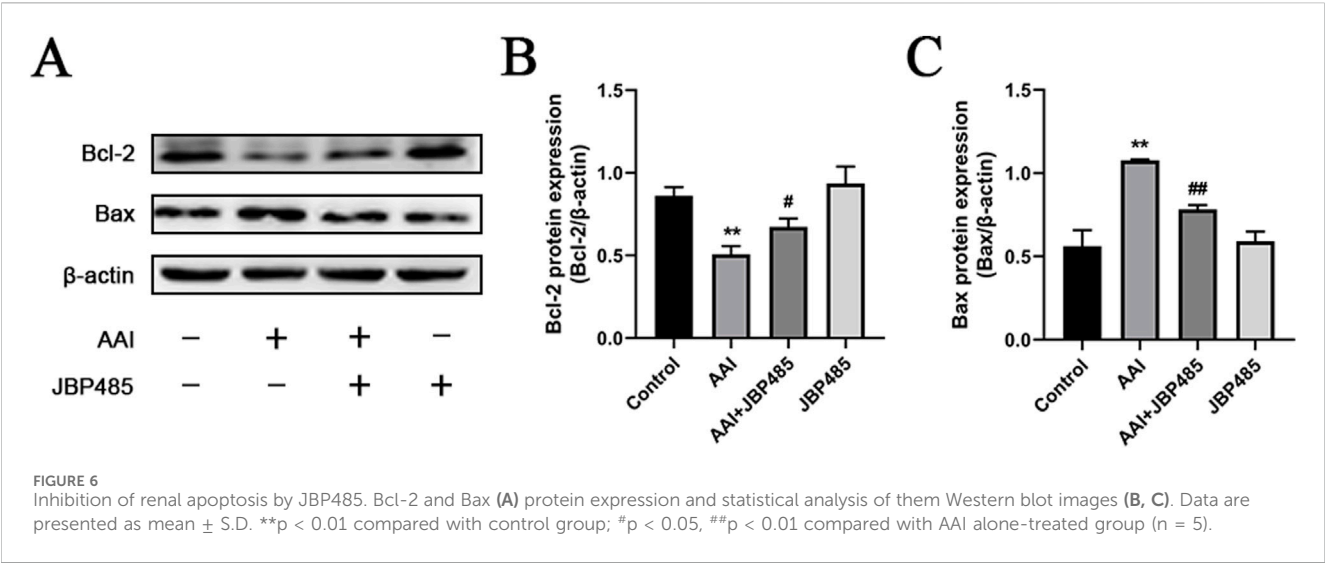 A
Bcl-2
Bax
β-actin
AAI − + + −
JBP485 − − + +
B
Bcl-2 protein expression
(Bcl-2/β-actin)
1.5
1.0
0.5
0.0
**
#
Control
AAI
AAI+JBP485
JBP485
C
Bax protein expression
(Bax/β-actin)
1.5
1.0
0.5
0.0
**
##
Control
AAI
AAI+JBP485
JBP485
FIGURE 6
Inhibition of renal apoptosis by JBP485. Bcl-2 and Bax (A) protein expression and statistical analysis of them Western blot images (B, C). Data are
presented as mean ± S.D. **p < 0.01 compared with control group; #p < 0.05, ##p < 0.01 compared with AAI alone-treated group (n = 5).